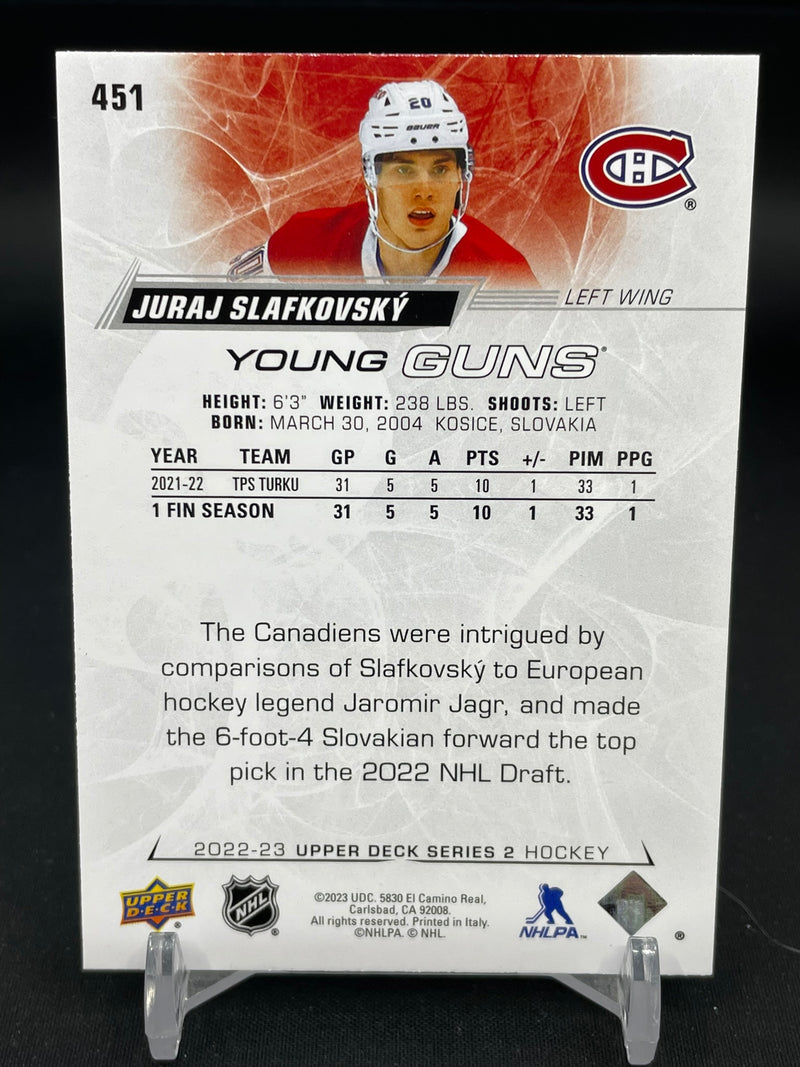 451
20
BAUER
®
JURAJ SLAFKOVSKÝ
LEFT WING
YOUNG GUNS®
HEIGHT: 6'3" WEIGHT: 238 LBS. SHOOTS: LEFT
BORN: MARCH 30, 2004 KOSICE, SLOVAKIA
YEAR TEAM GP G A PTS +/- PIM PPG
2021-22 TPS TURKU 31 5 5 10 1 33 1
1 FIN SEASON 31 5 5 10 1 33 1
The Canadiens were intrigued by
comparisons of Slafkovský to European
hockey legend Jaromir Jagr, and made
the 6-foot-4 Slovakian forward the top
pick in the 2022 NHL Draft.
2022-23 UPPER DECK SERIES 2 HOCKEY
UPPER DECK®
NHL®
©2023 UDC. 5830 El Camino Real,
Carlsbad, CA 92008.
All rights reserved. Printed in Italy.
©NHLPA. © NHL.
NHLPA™
®